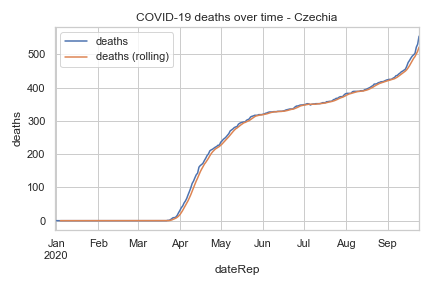 COVID-19 deaths over time - Czechia
deaths
deaths (rolling)
500
400
300
200
100
0
deaths
Jan Feb Mar Apr May Jun Jul Aug Sep
2020
dateRep